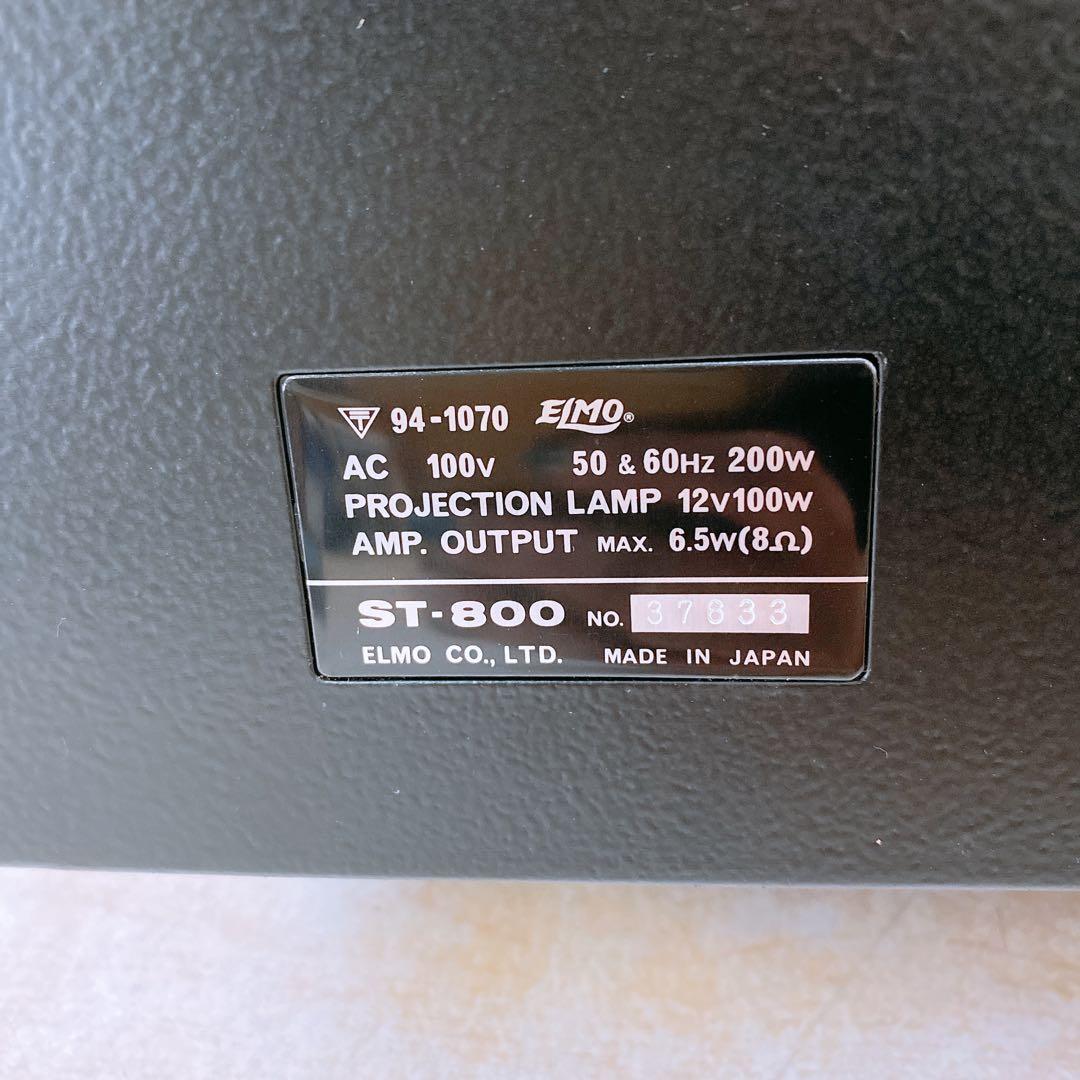 94-1070 ELMO®
AC 100V 50 & 60HZ 200W
PROJECTION LAMP 12V100W
AMP. OUTPUT MAX. 6.5W(8Ω)
ST-800 NO. 37633
ELMO CO., LTD. MADE IN JAPAN